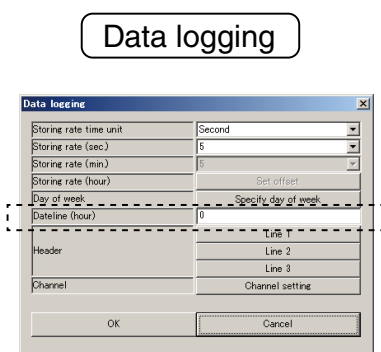 Data logging
Data logging
Storing rate time unit Second
Storing rate (sec.) 5
Storing rate (min.) 5
Storing rate (hour) Set offset
Day of week Specify day of week
Dateline (hour) 0
Line 1
Header Line 2
Line 3
Channel Channel setting
OK Cancel